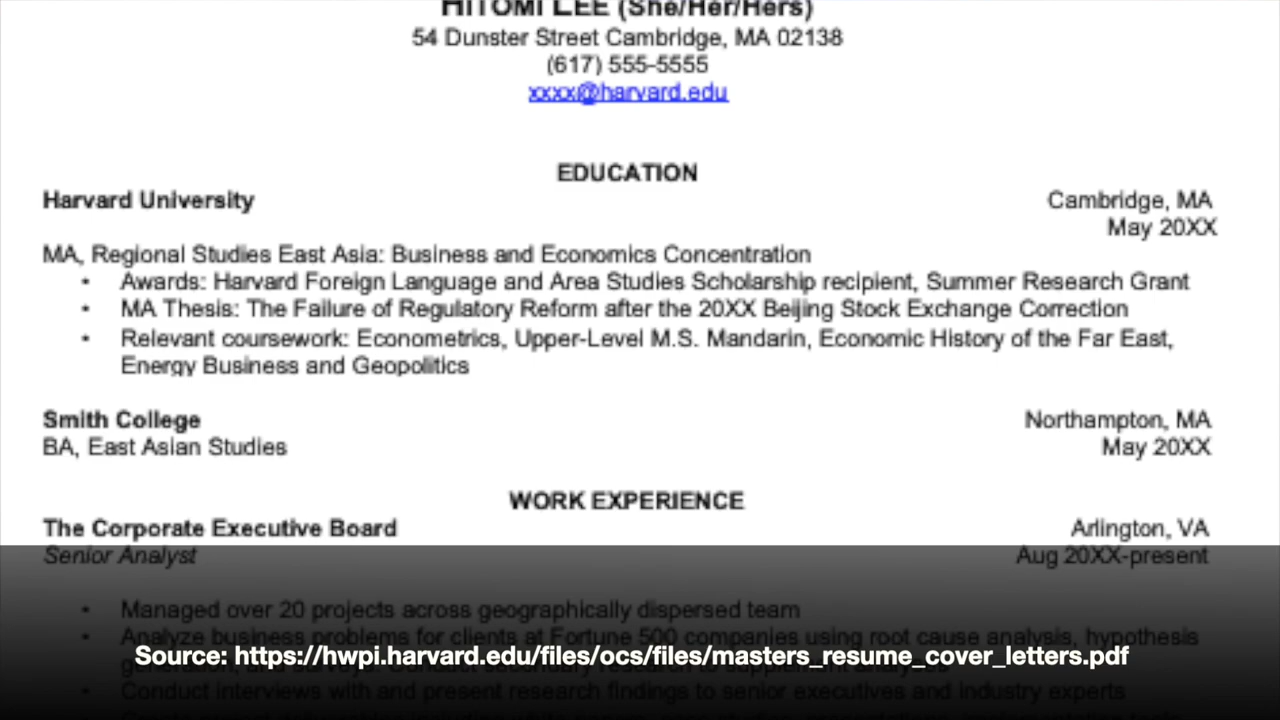 HITOMI LEE (She/Her/Hers)
54 Dunster Street Cambridge, MA 02138
(617) 555-5555
xxxx@harvard.edu
EDUCATION
Harvard University Cambridge, MA
May 20XX
MA, Regional Studies East Asia: Business and Economics Concentration
• Awards: Harvard Foreign Language and Area Studies Scholarship recipient, Summer Research Grant
• MA Thesis: The Failure of Regulatory Reform after the 20XX Beijing Stock Exchange Correction
• Relevant coursework: Econometrics, Upper-Level M.S. Mandarin, Economic History of the Far East,
Energy Business and Geopolitics
Smith College Northampton, MA
BA, East Asian Studies May 20XX
WORK EXPERIENCE
The Corporate Executive Board Arlington, VA
Senior Analyst Aug 20XX-present
• Managed over 20 projects across geographically dispersed team
• Analyze business problems for clients at Fortune 500 companies using root cause analysis, hypothesis
Source: https://hwpi.harvard.edu/files/ocs/files/masters_resume_cover_letters.pdf
• Conduct interviews with and present research findings to senior executives and industry experts